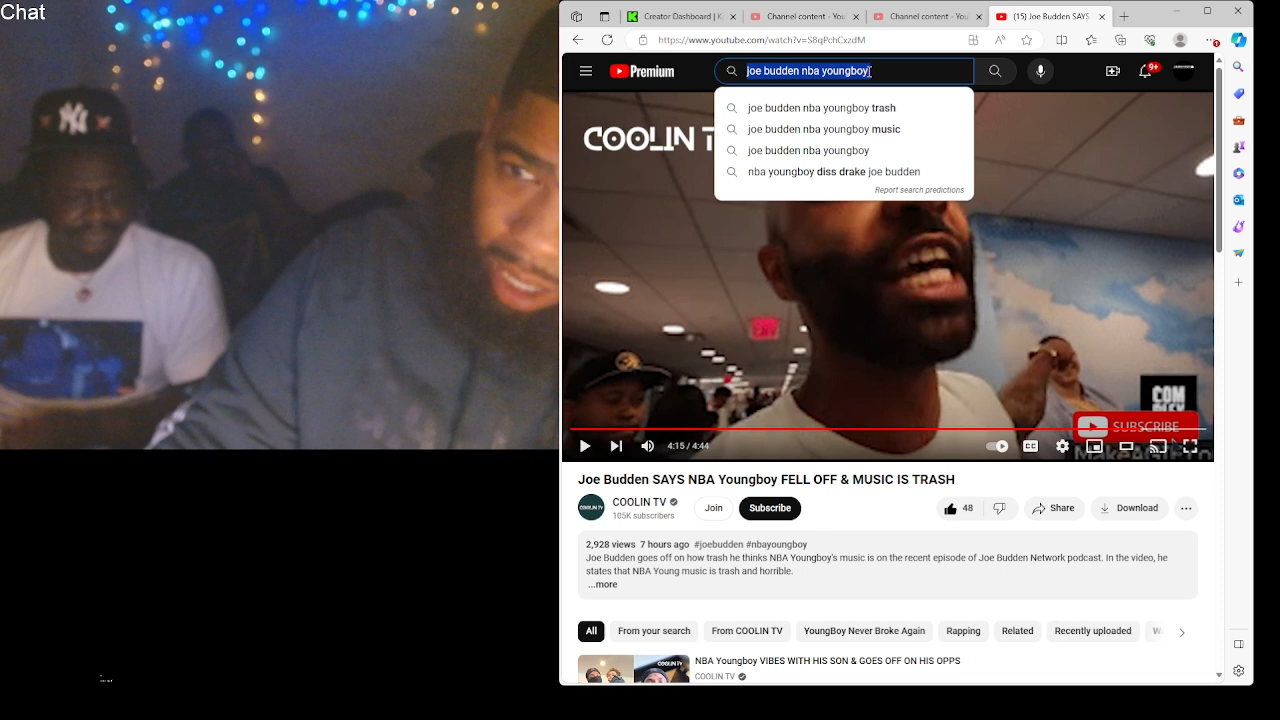 Chat
NY
Creator Dashboard | K
Channel content - You
Channel content - You
(15) Joe Budden SAYS
https://www.youtube.com/watch?v=S8qPchCxzdM
Premium
joe budden nba youngboy
9+
joe budden nba youngboy trash
joe budden nba youngboy music
joe budden nba youngboy
nba youngboy diss drake joe budden
Report search predictions
COOLIN T
SUBSCRIBE
4:15 / 4:44
CC
Joe Budden SAYS NBA Youngboy FELL OFF & MUSIC IS TRASH
COOLIN TV
105K subscribers
Join
Subscribe
48
Share
Download
2,928 views 7 hours ago #joebudden #nbayoungboy
Joe Budden goes off on how trash he thinks NBA Youngboy's music is on the recent episode of Joe Budden Network podcast. In the video, he
states that NBA Young music is trash and horrible.
...more
All
From your search
From COOLIN TV
YoungBoy Never Broke Again
Rapping
Related
Recently uploaded
COOLIN TV
NBA Youngboy VIBES WITH HIS SON & GOES OFF ON HIS OPPS
COOLIN TV